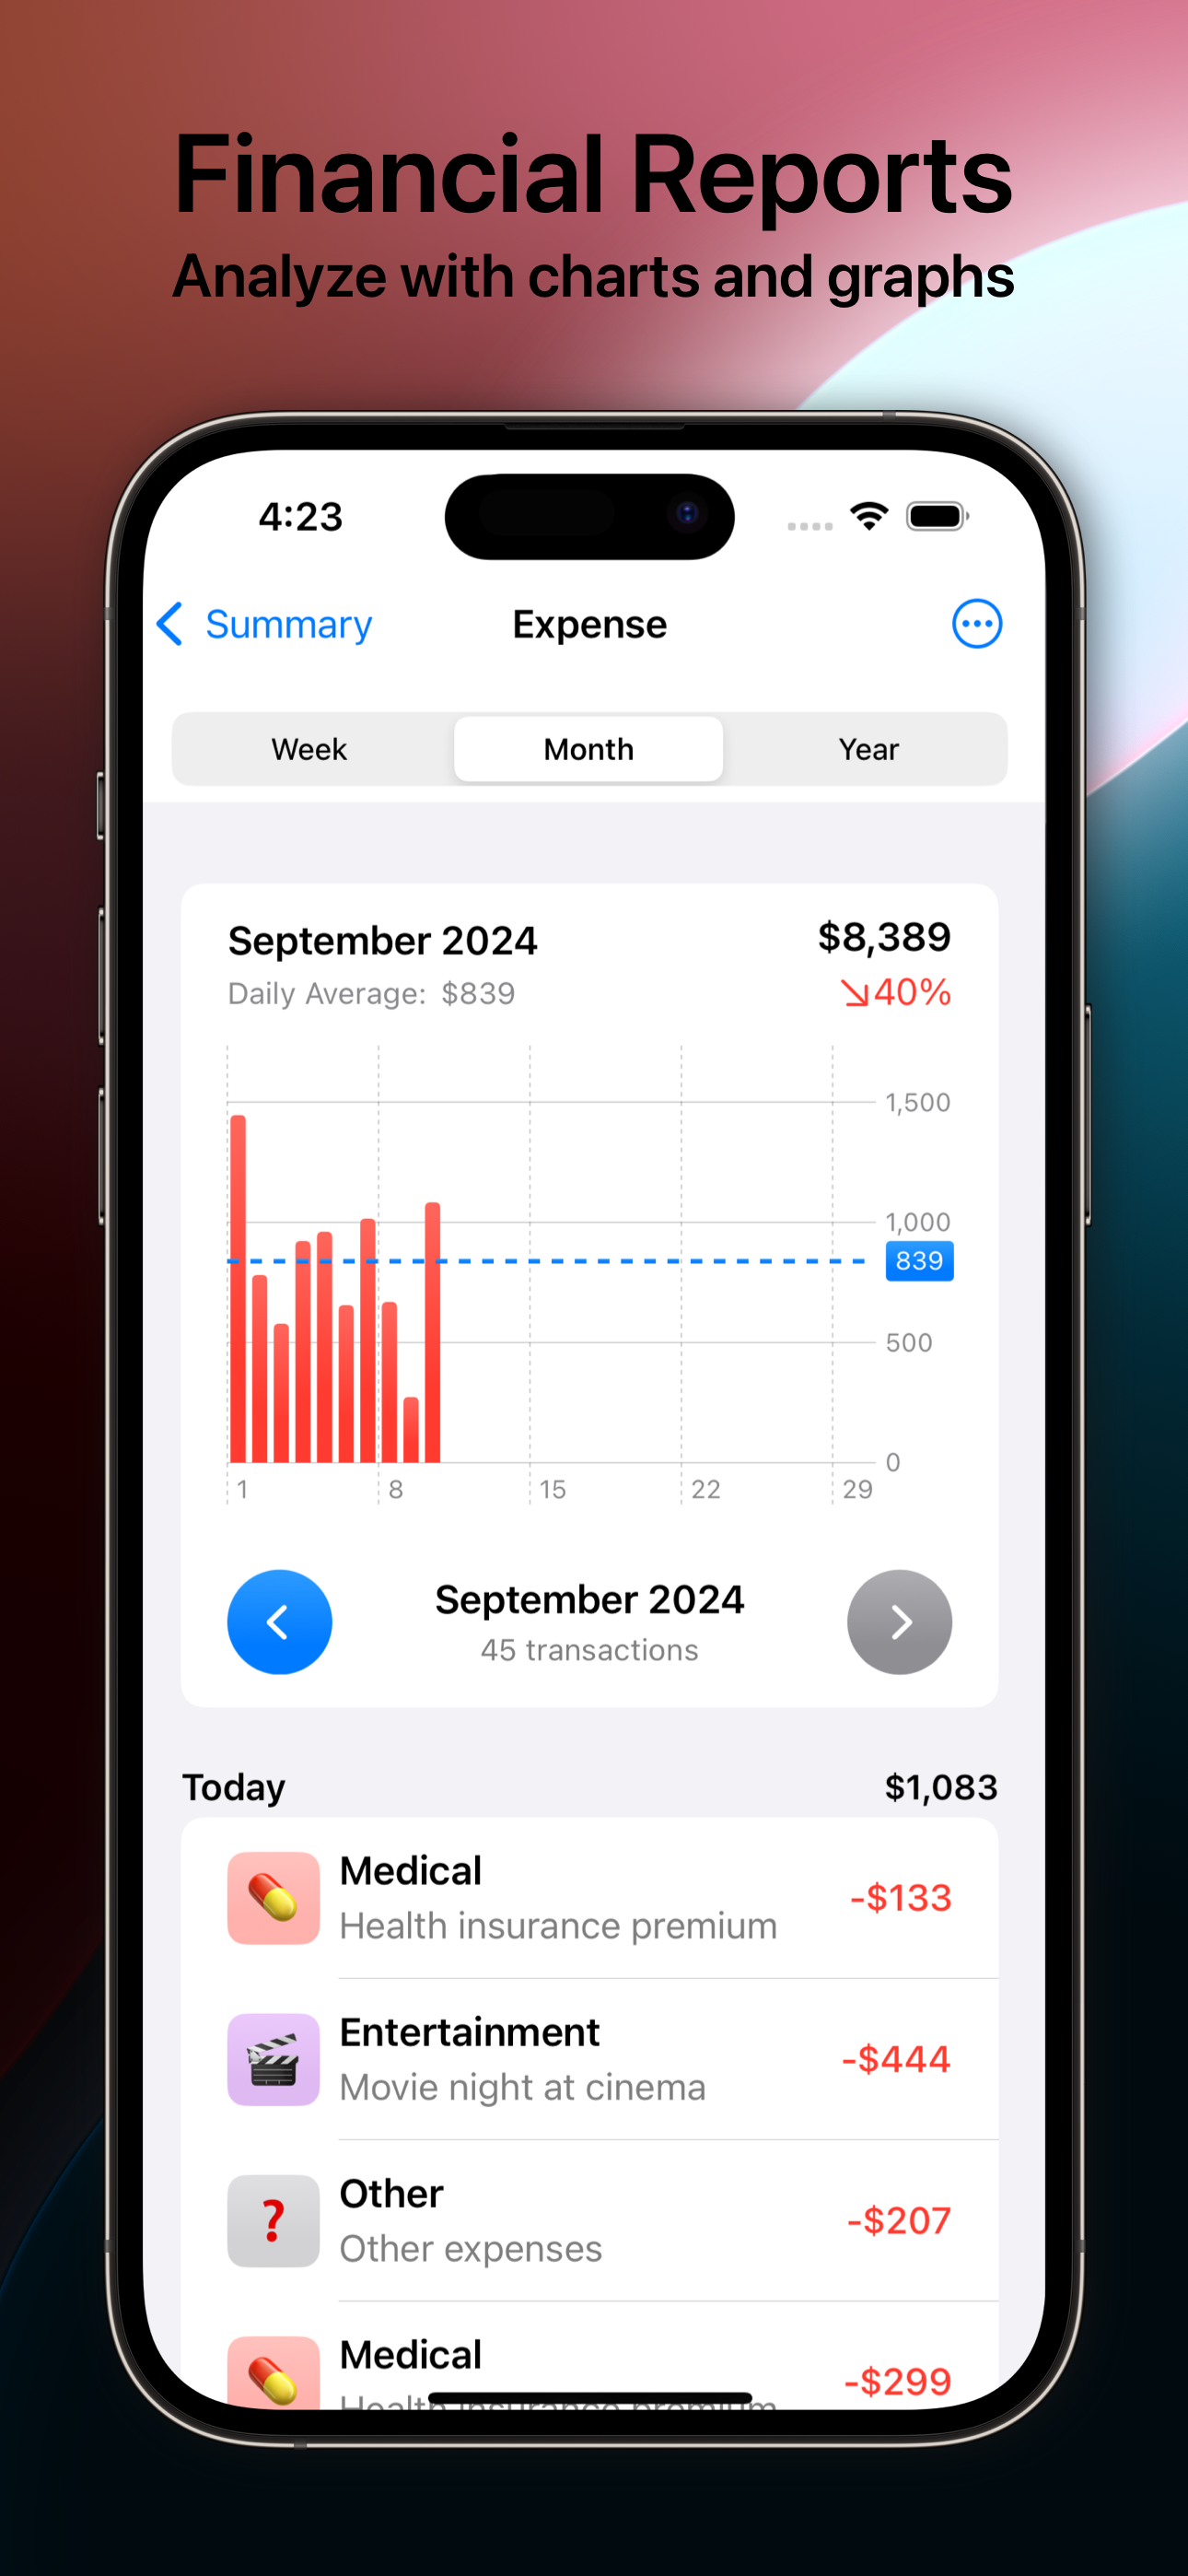 Financial Reports
Analyze with charts and graphs
4:23
Summary
Expense
Week
Month
Year
September 2024
$8,389
Daily Average: $839
↘40%
1,500
1,000
839
500
0
1
8
15
22
29
September 2024
45 transactions
Today
$1,083
Medical
Health insurance premium
-$133
Entertainment
Movie night at cinema
-$444
?
Other
Other expenses
-$207
Medical
Health insurance premium
-$299